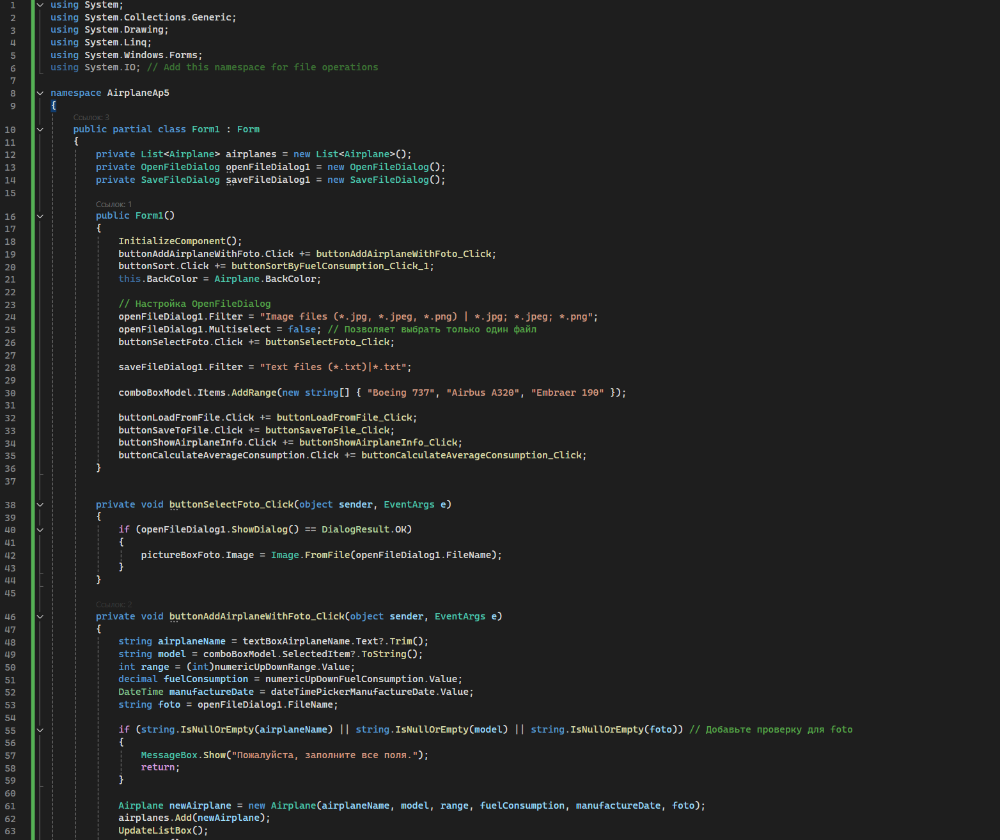 1 using System;
2 using System.Collections.Generic;
3 using System.Drawing;
4 using System.Linq;
5 using System.Windows.Forms;
6 using System.IO; // Add this namespace for file operations
7
8 namespace AirplaneAp5
9 {
Ссылок: 3
10 public partial class Form1 : Form
11 {
12 private List<Airplane> airplanes = new List<Airplane>();
13 private OpenFileDialog openFileDialog1 = new OpenFileDialog();
14 private SaveFileDialog saveFileDialog1 = new SaveFileDialog();
15
Ссылок: 1
16 public Form1()
17 {
18 InitializeComponent();
19 buttonAddAirplaneWithFoto.Click += buttonAddAirplaneWithFoto_Click;
20 buttonSort.Click += buttonSortByFuelConsumption_Click_1;
21 this.BackColor = Airplane.BackColor;
22
23 // Настройка OpenFileDialog
24 openFileDialog1.Filter = "Image files (*.jpg, *.jpeg, *.png) | *.jpg; *.jpeg; *.png";
25 openFileDialog1.Multiselect = false; // Позволяет выбрать только один файл
26 buttonSelectFoto.Click += buttonSelectFoto_Click;
27
28 saveFileDialog1.Filter = "Text files (*.txt)|*.txt";
29
30 comboBoxModel.Items.AddRange(new string[] { "Boeing 737", "Airbus A320", "Embraer 190" });
31
32 buttonLoadFromFile.Click += buttonLoadFromFile_Click;
33 buttonSaveToFile.Click += buttonSaveToFile_Click;
34 buttonShowAirplaneInfo.Click += buttonShowAirplaneInfo_Click;
35 buttonCalculateAverageConsumption.Click += buttonCalculateAverageConsumption_Click;
36 }
37
38 private void buttonSelectFoto_Click(object sender, EventArgs e)
39 {
40 if (openFileDialog1.ShowDialog() == DialogResult.OK)
41 {
42 pictureBoxFoto.Image = Image.FromFile(openFileDialog1.FileName);
43 }
44 }
45
Ссылок: 2
46 private void buttonAddAirplaneWithFoto_Click(object sender, EventArgs e)
47 {
48 string airplaneName = textBoxAirplaneName.Text?.Trim();
49 string model = comboBoxModel.SelectedItem?.ToString();
50 int range = (int)numericUpDownRange.Value;
51 decimal fuelConsumption = numericUpDownFuelConsumption.Value;
52 DateTime manufactureDate = dateTimePickerManufactureDate.Value;
53 string foto = openFileDialog1.FileName;
54
55 if (string.IsNullOrEmpty(airplaneName) || string.IsNullOrEmpty(model) || string.IsNullOrEmpty(foto)) // Добавьте проверку для foto
56 {
57 MessageBox.Show("Пожалуйста, заполните все поля.");
58 return;
59 }
60
61 Airplane newAirplane = new Airplane(airplaneName, model, range, fuelConsumption, manufactureDate, foto);
62 airplanes.Add(newAirplane);
63 UpdateListBox();